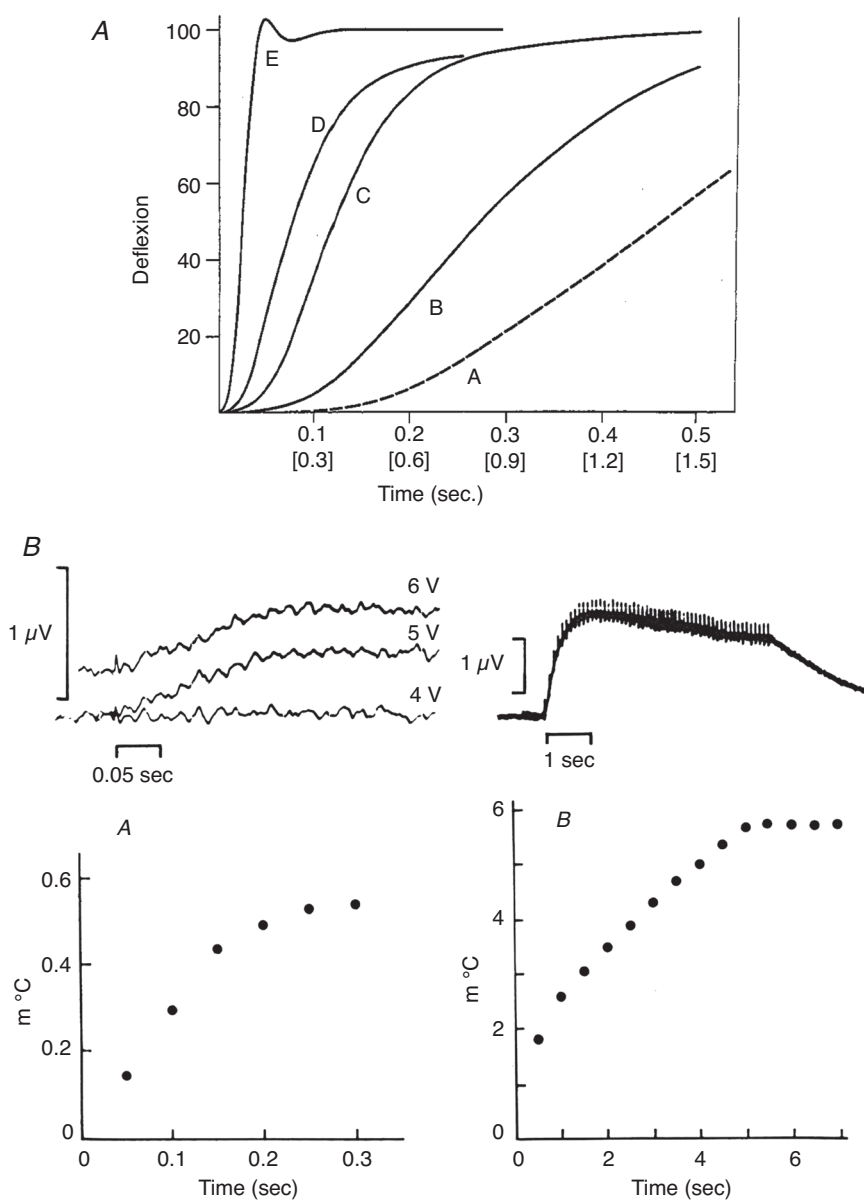 A
100
80
60
40
20
Deflexion
E
D
C
B
A
0.1 0.2 0.3 0.4 0.5
[0.3] [0.6] [0.9] [1.2] [1.5]
Time (sec.)
B
1 µV
6 V
5 V
4 V
0.05 sec
1 µV
1 sec
A
0.6
0.4
0.2
0
m °C
0 0.1 0.2 0.3
Time (sec)
B
6
4
2
0
m °C
0 2 4 6
Time (sec)